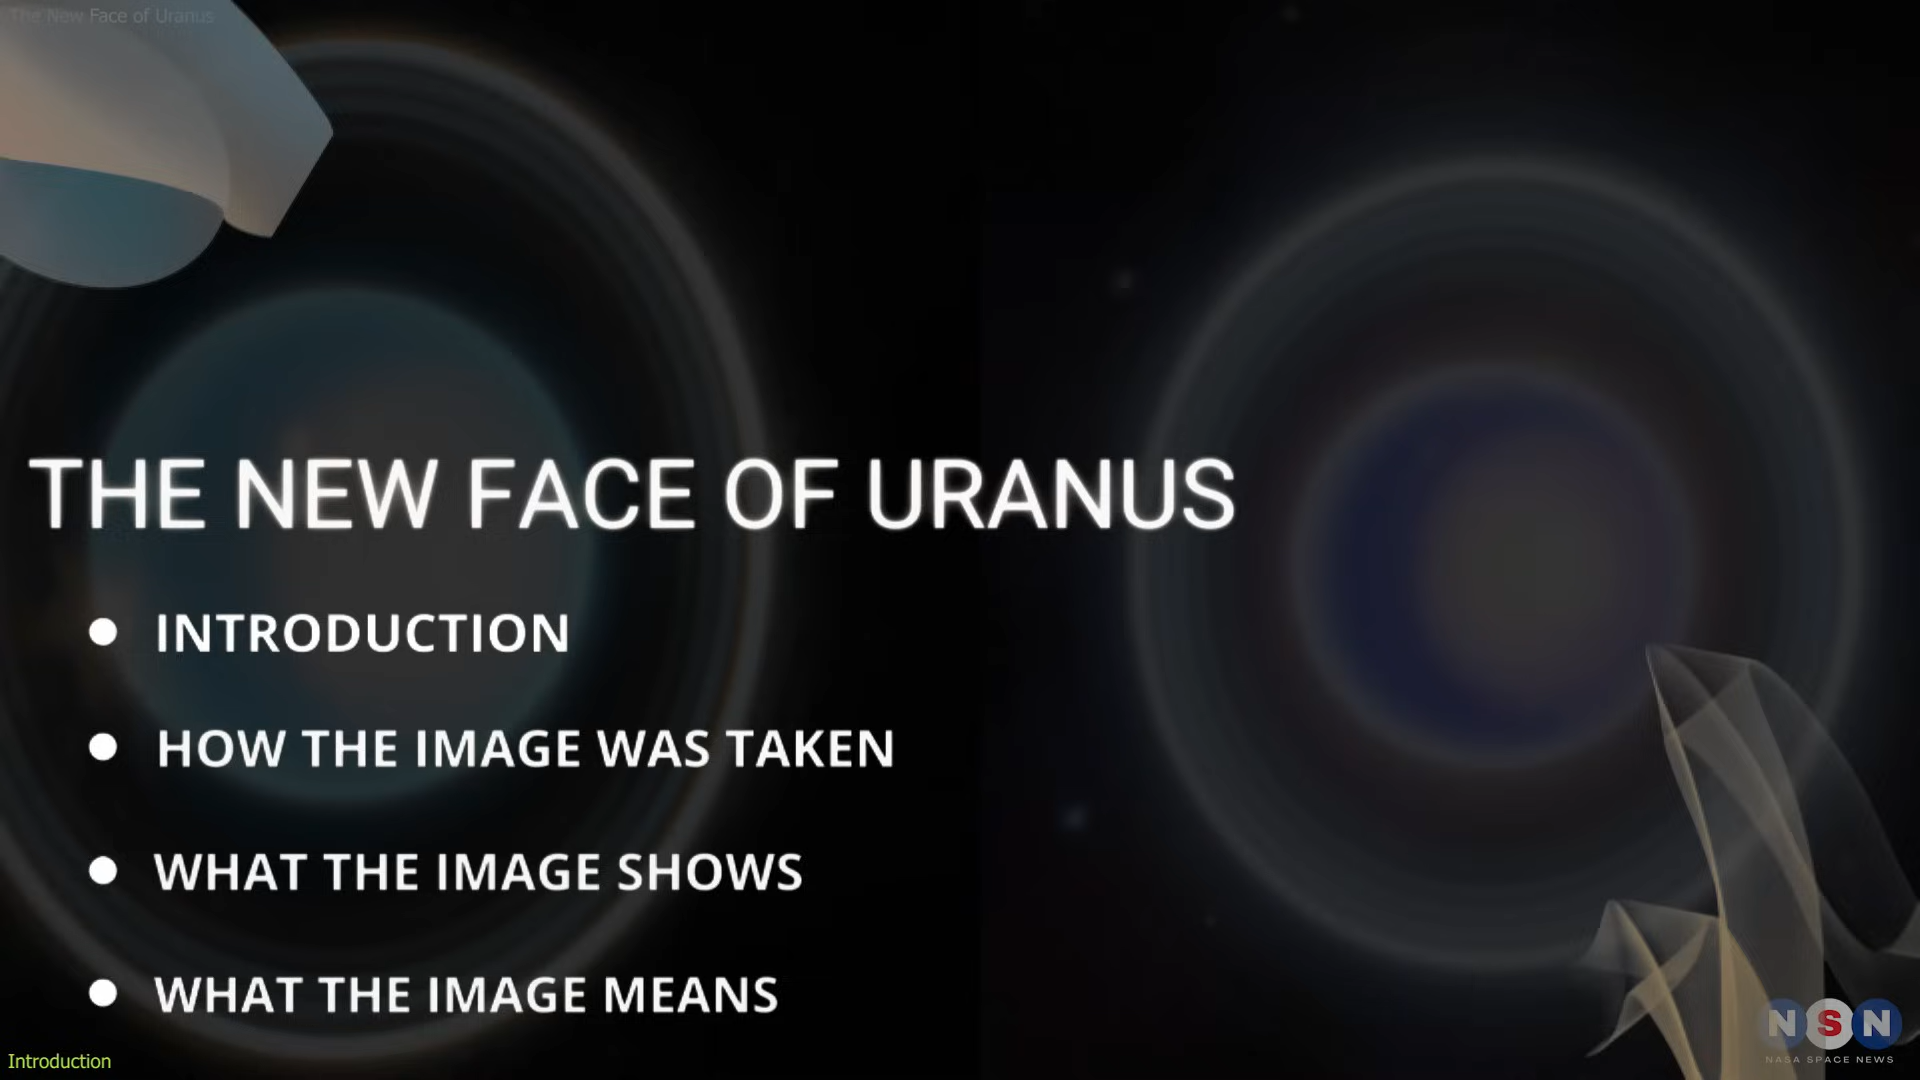 The New Face of Uranus
THE NEW FACE OF URANUS
INTRODUCTION
HOW THE IMAGE WAS TAKEN
WHAT THE IMAGE SHOWS
WHAT THE IMAGE MEANS
Introduction
NSN
NASA SPACE NEWS